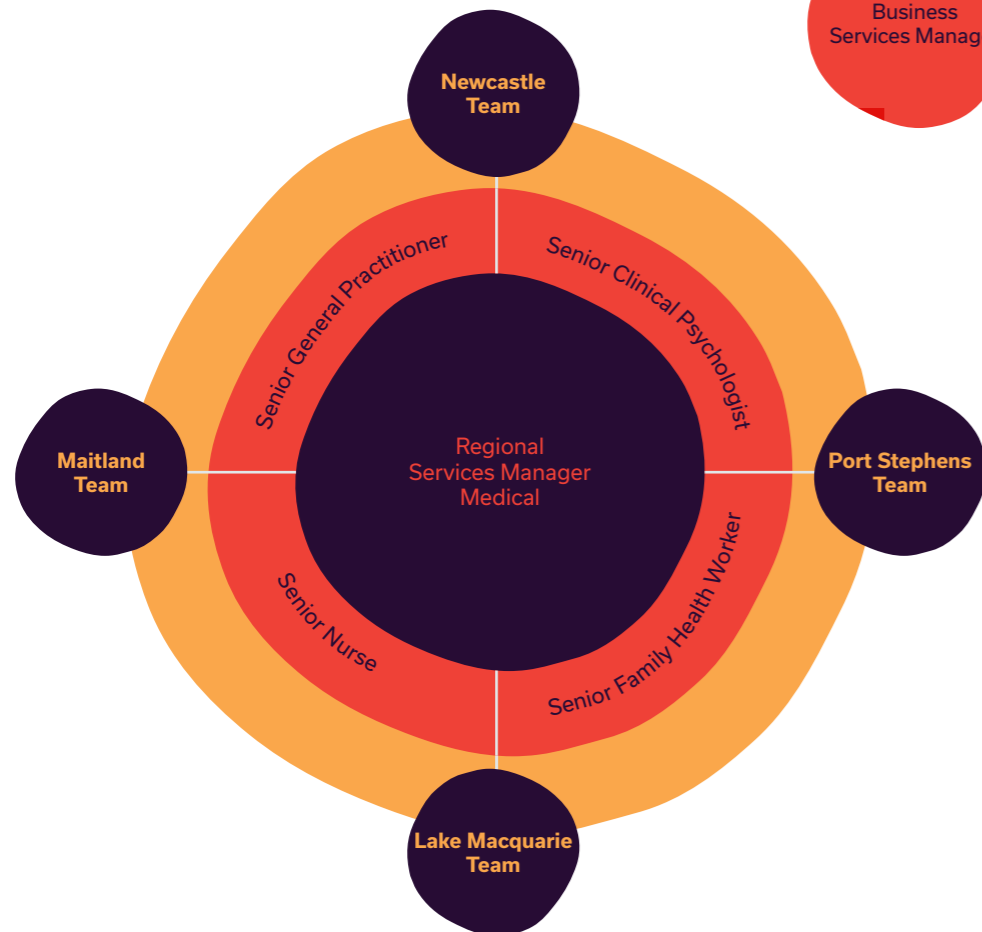 Business
Services Manag
Newcastle
Team
Senior General Practitioner
Senior Clinical Psychologist
Maitland
Team
Regional
Services Manager
Medical
Port Stephens
Team
Senior Nurse
Senior Family Health Worker
Lake Macquarie
Team